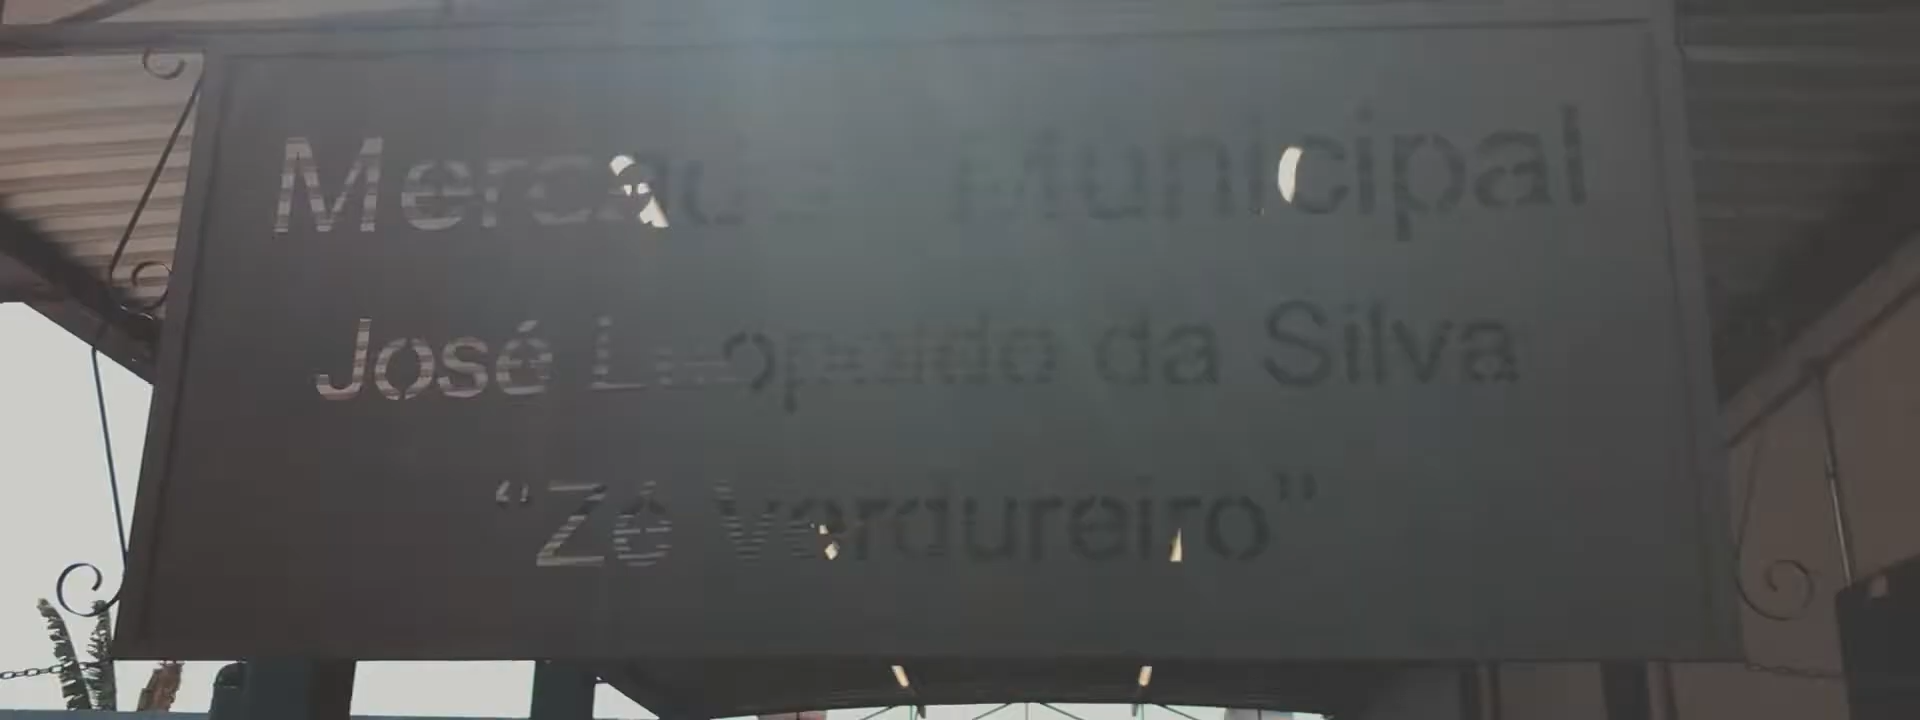 Mercado Municipal
José Leopoldo da Silva
“Zé Verdureiro”